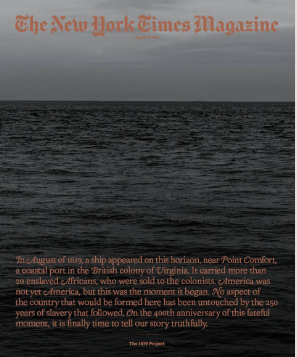 The New York Times Magazine
In August of 1619, a ship appeared on this horizon, near Point Comfort,
a coastal port in the British colony of Virginia. It carried more than
20 enslaved Africans, who were sold to the colonists. America was
not yet America, but this was the moment it began. No aspect of
the country that would be formed here has been untouched by the 250
years of slavery that followed. On the 400th anniversary of this fateful
moment, it is finally time to tell our story truthfully.
The 1619 Project